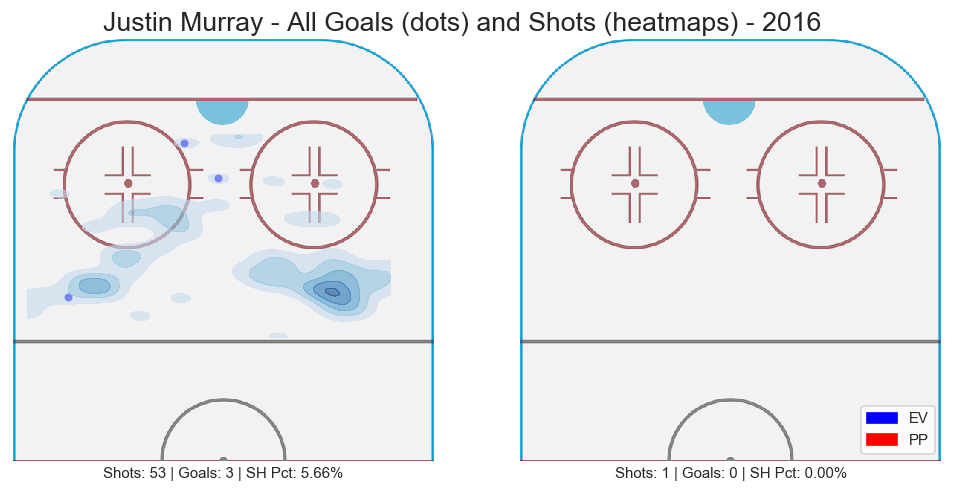 Justin Murray - All Goals (dots) and Shots (heatmaps) - 2016
EV
PP
Shots: 53 | Goals: 3 | SH Pct: 5.66%
Shots: 1 | Goals: 0 | SH Pct: 0.00%